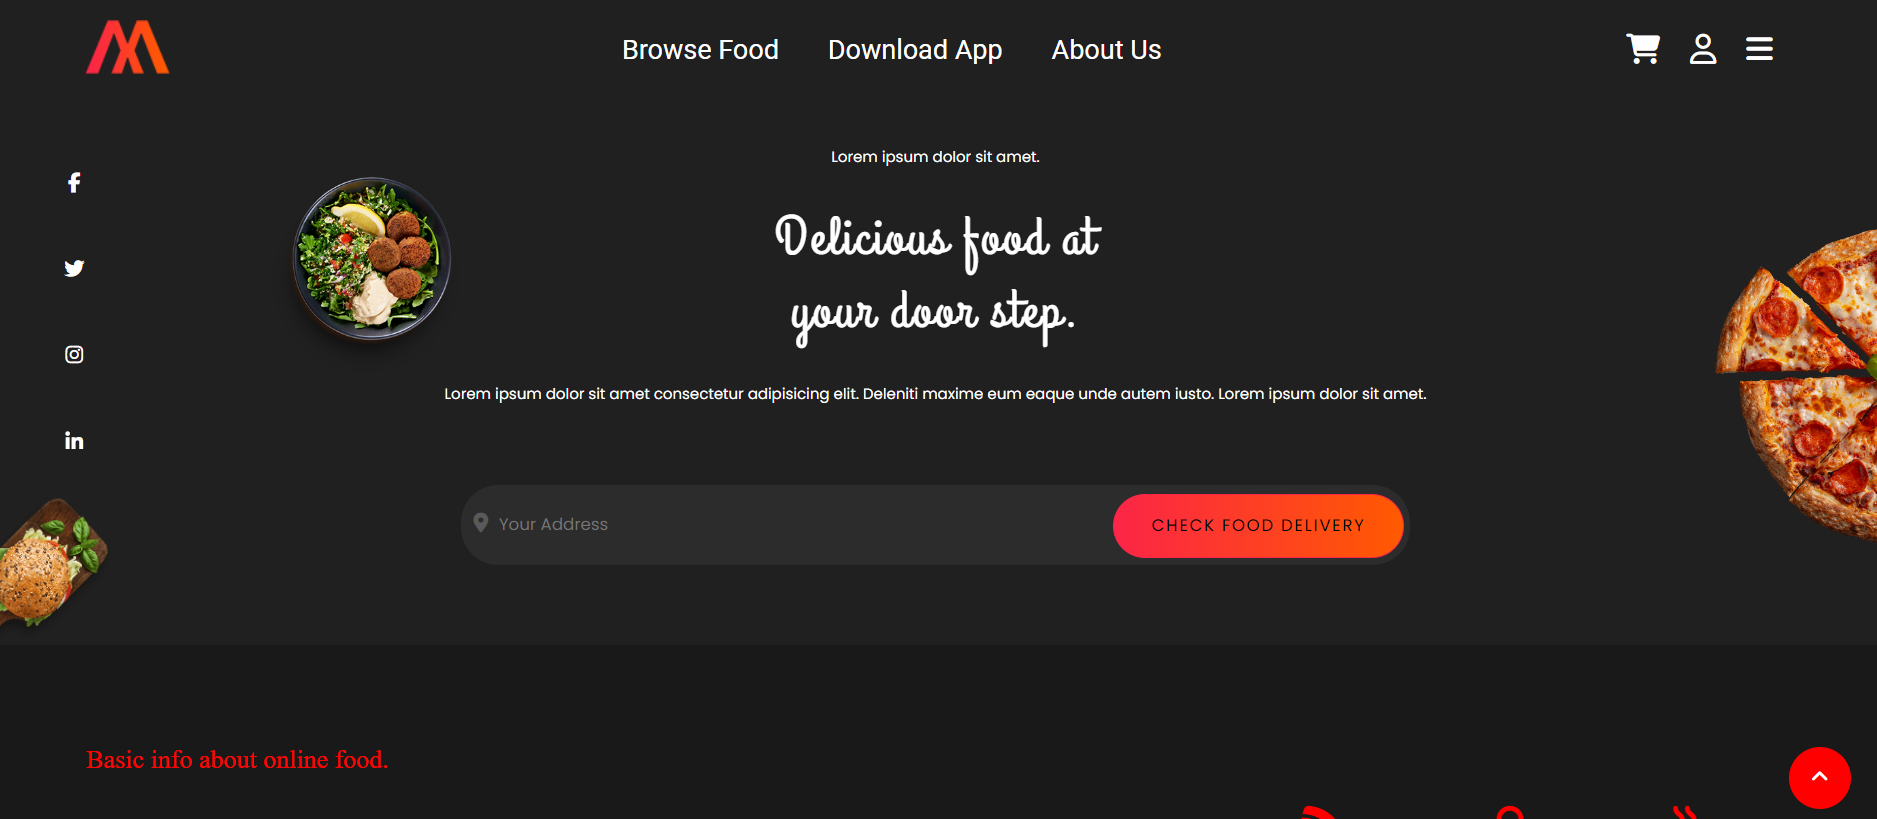 Browse Food
Download App
About Us
Lorem ipsum dolor sit amet.
Delicious food at
your door step.
Lorem ipsum dolor sit amet consectetur adipisicing elit. Deleniti maxime eum eaque unde autem iusto. Lorem ipsum dolor sit amet.
Your Address
CHECK FOOD DELIVERY
Basic info about online food.